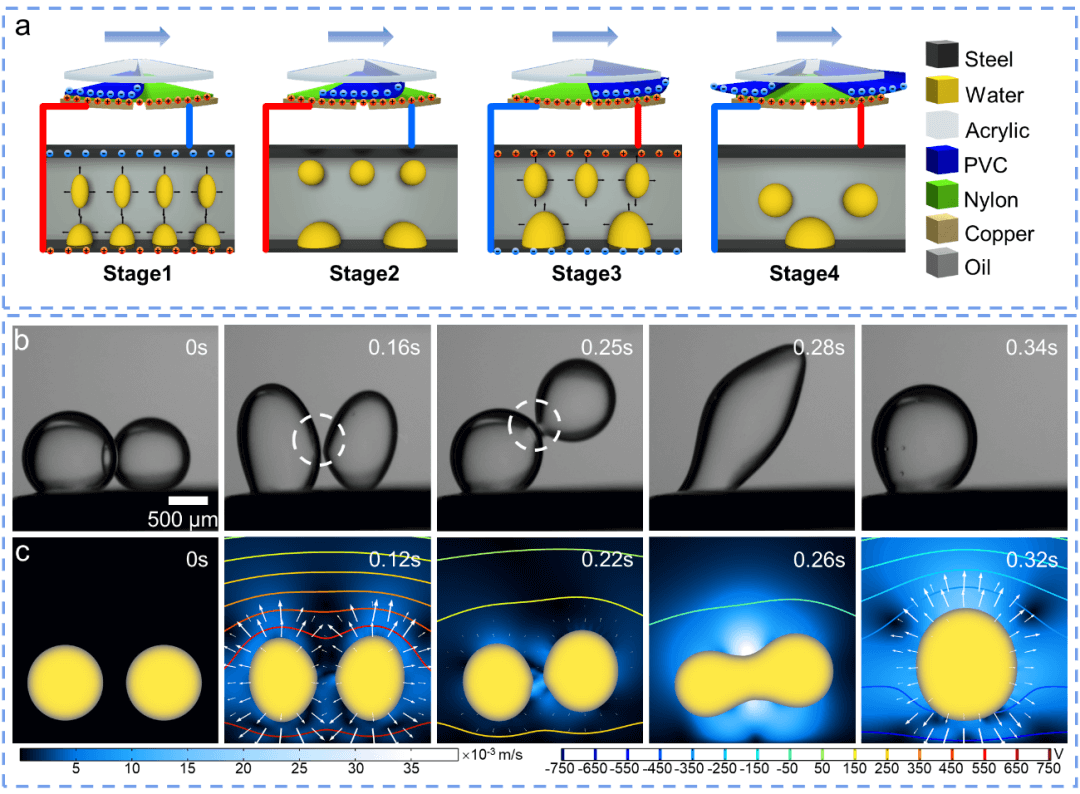 a
Steel
Water
Acrylic
PVC
Nylon
Copper
Oil
Stage1 Stage2 Stage3 Stage4
b 0s 0.16s 0.25s 0.28s 0.34s
500 μm
c 0s 0.12s 0.22s 0.26s 0.32s
×10⁻³ m/s V
5 10 15 20 25 30 35 -750 -650 -550 -450 -350 -250 -150 -50 50 150 250 350 450 550 650 750